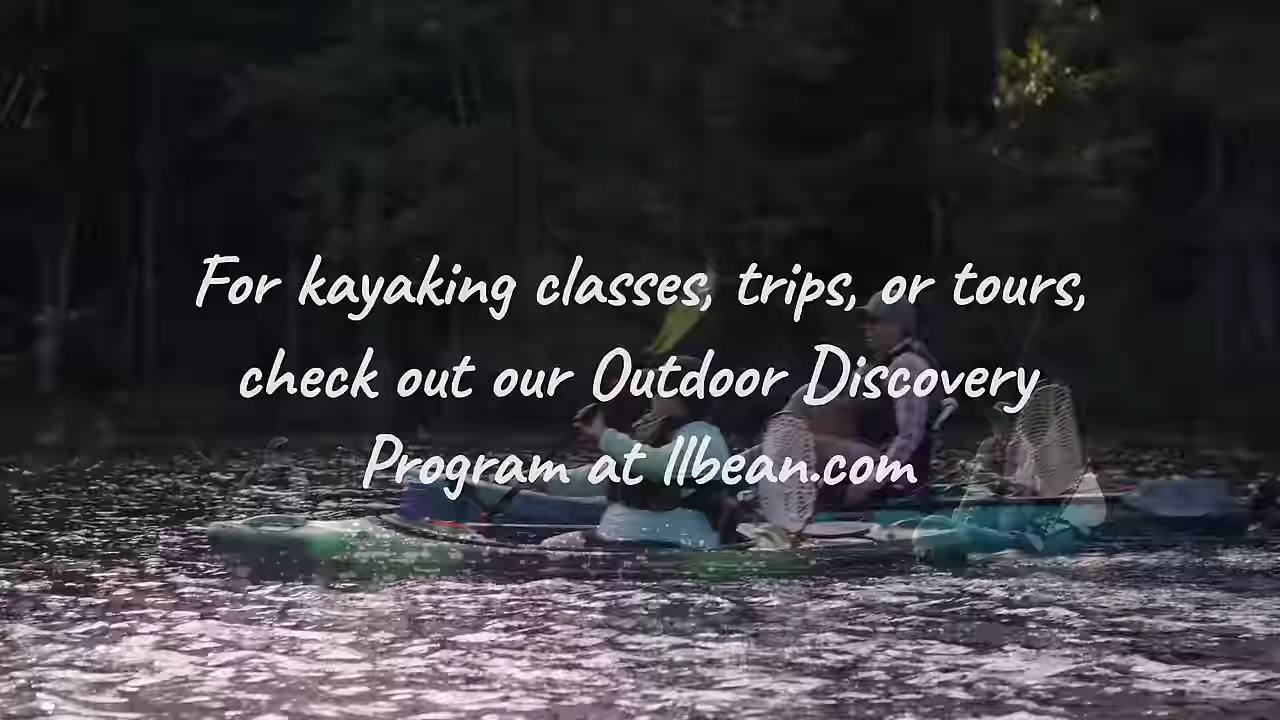 For kayaking classes, trips, or tours,
check out our Outdoor Discovery
Program at llbean.com